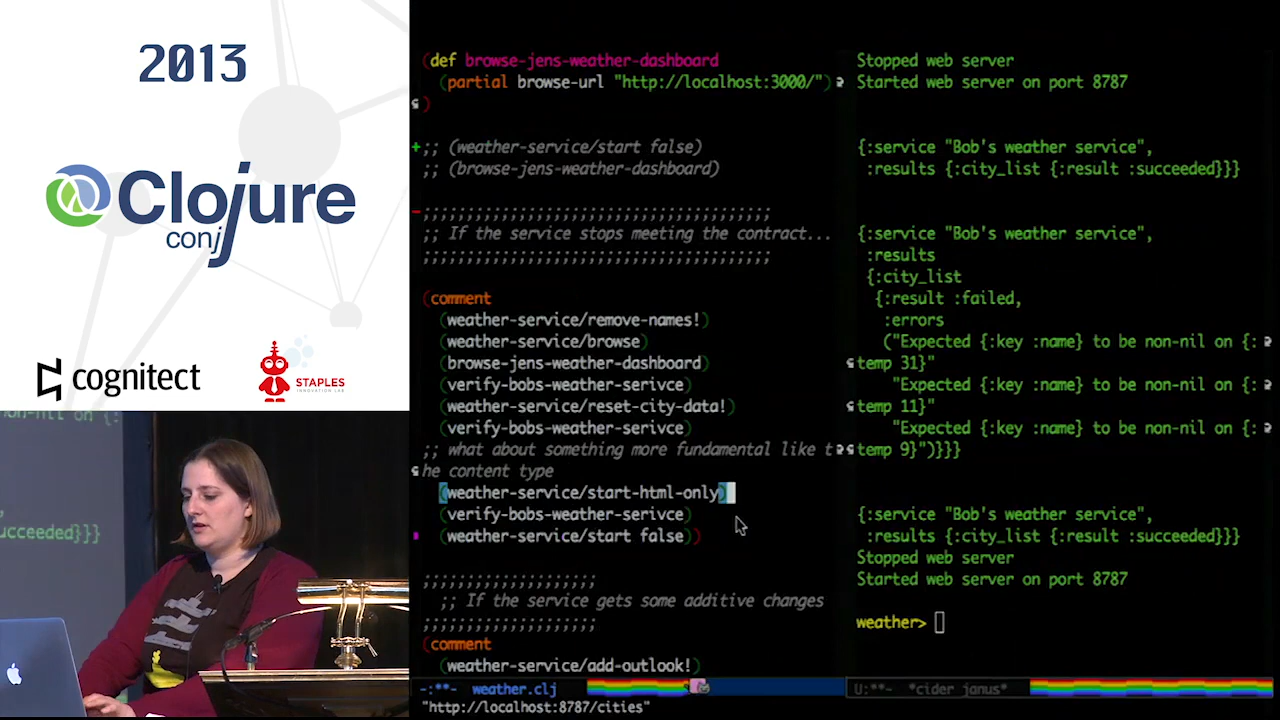 2013
Clojure
conj
cognitect
STAPLES
INNOVATION LAB
non-nil on {:
ucceeded}}}
(def browse-jens-weather-dashboard
(partial browse-url "http://localhost:3000/")
)
+;; (weather-service/start false)
;; (browse-jens-weather-dashboard)
-;;;;;;;;;;;;;;;;;;;;;;;;;;;;;;;;;;;;;;;;
;; If the service stops meeting the contract...
;;;;;;;;;;;;;;;;;;;;;;;;;;;;;;;;;;;;;;;;
(comment
(weather-service/remove-names!)
(weather-service/browse)
(browse-jens-weather-dashboard)
(verify-bobs-weather-serivce)
(weather-service/reset-city-data!)
(verify-bobs-weather-serivce)
;; what about something more fundamental like t
he content type
(weather-service/start-html-only)
(verify-bobs-weather-serivce)
(weather-service/start false))
;;;;;;;;;;;;;;;;;;;;
;; If the service gets some additive changes
;;;;;;;;;;;;;;;;;;;;
(comment
(weather-service/add-outlook!)
-:**- weather.clj
"http://localhost:8787/cities"
Stopped web server
Started web server on port 8787
{:service "Bob's weather service",
:results {:city_list {:result :succeeded}}}
{:service "Bob's weather service",
:results
{:city_list
{:result :failed,
:errors
("Expected {:key :name} to be non-nil on {:
temp 31}"
"Expected {:key :name} to be non-nil on {:
temp 11}"
"Expected {:key :name} to be non-nil on {:
temp 9}")}}}
{:service "Bob's weather service",
:results {:city_list {:result :succeeded}}}
Stopped web server
Started web server on port 8787
weather>
U:**- *cider janus*